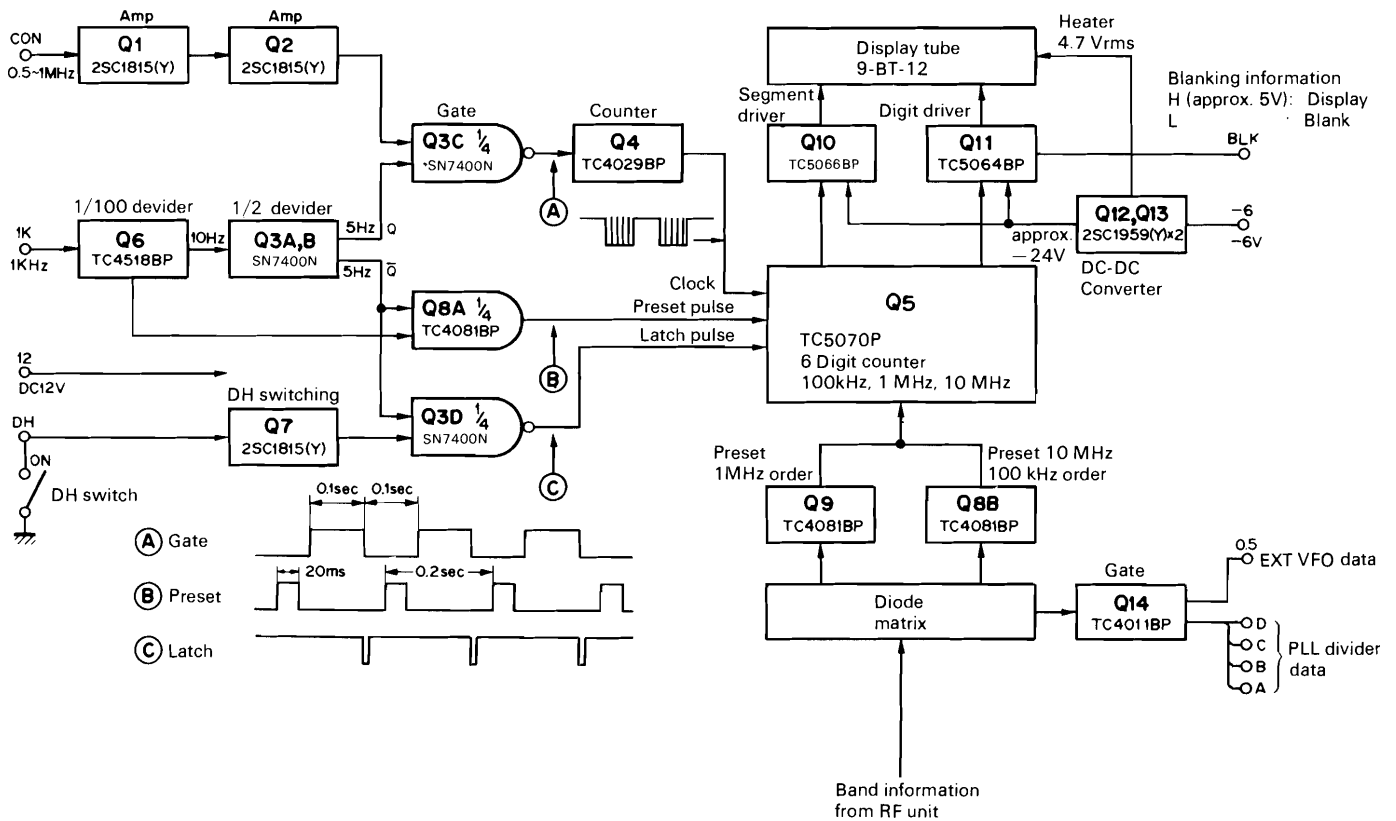 Amp
Amp
CON
0.5~1MHz
Q1
2SC1815(Y)
Q2
2SC1815(Y)
Gate
Q3C 1/4
SN7400N
Counter
Q4
TC4029BP
A
1/100 devider
1/2 devider
1K
1KHz
Q6
TC4518BP
10Hz
Q3A,B
SN7400N
5Hz Q
5Hz Q̄
Q8A 1/4
TC4081BP
B
12
DC12V
DH switching
DH
Q7
2SC1815(Y)
Q3D 1/4
SN7400N
C
ON
DH switch
Clock
Preset pulse
Latch pulse
Display tube
9-BT-12
Heater
4.7 Vrms
Segment
driver
Digit driver
Q10
TC5066BP
Q11
TC5064BP
Blanking information
H (approx. 5V): Display
L : Blank
BLK
Q12,Q13
2SC1959(Y)×2
DC-DC
Converter
-6
-6V
approx.
-24V
Q5
TC5070P
6 Digit counter
100kHz, 1 MHz, 10 MHz
Preset
1MHz order
Preset 10 MHz
100 kHz order
Q9
TC4081BP
Q8B
TC4081BP
Diode
matrix
Gate
Q14
TC4011BP
0.5
EXT VFO data
D
C
B
A
PLL divider
data
Band information
from RF unit
0.1sec
0.1sec
A Gate
20ms
0.2sec
B Preset
C Latch